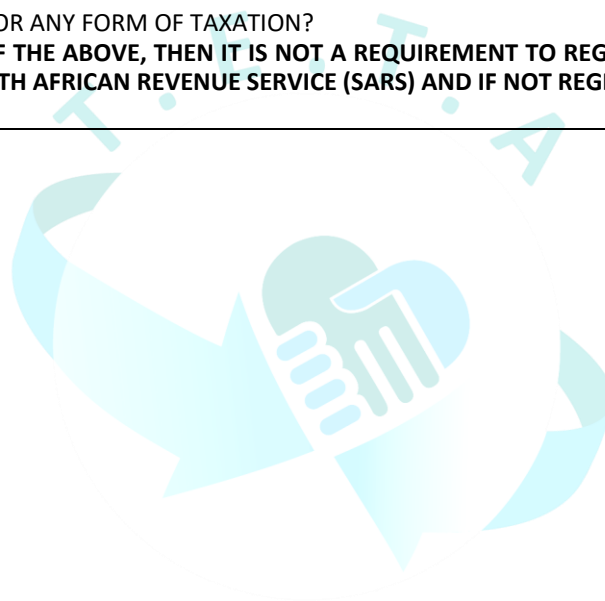 OR ANY FORM OF TAXATION?
F THE ABOVE, THEN IT IS NOT A REQUIREMENT TO REG
TH AFRICAN REVENUE SERVICE (SARS) AND IF NOT REGI
T. E. T. A